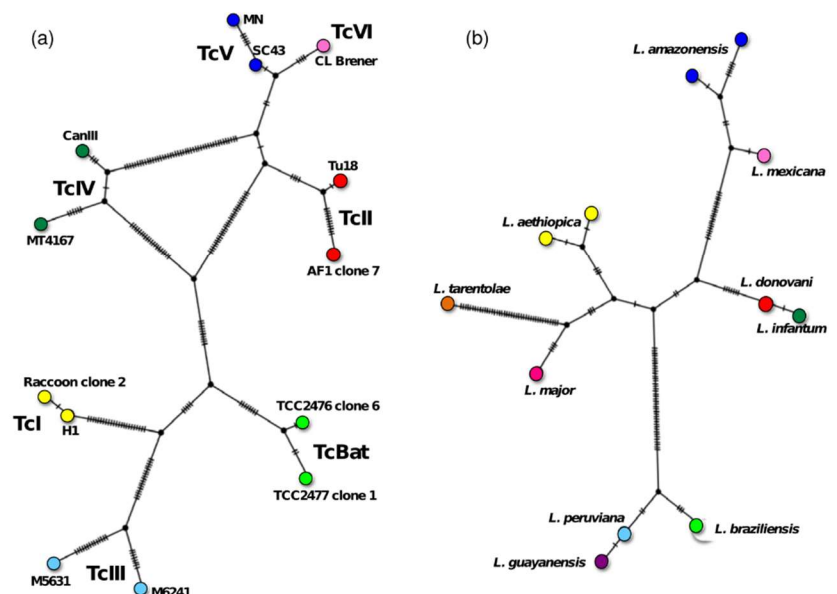 (a)
MN
TcV
SC43
TcVI
CL Brener
CanIII
TcIV
MT4167
Tu18
TcII
AF1 clone 7
Raccoon clone 2
TcI
H1
TCC2476 clone 6
TcBat
TCC2477 clone 1
M5631
TcIII
M6241
(b)
L. amazonensis
L. mexicana
L. aethiopica
L. tarentolae
L. donovani
L. infantum
L. major
L. peruviana
L. braziliensis
L. guayanensis